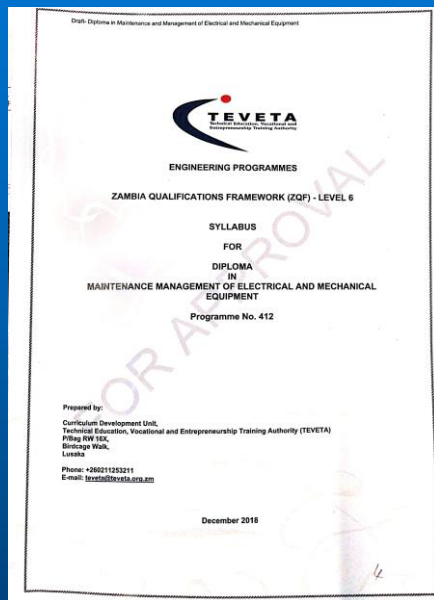 Draft- Diploma in Maintenance and Management of Electrical and Mechanical Equipment
TEVETA
Technical Education, Vocational and
Entrepreneurship Training Authority
ENGINEERING PROGRAMMES
ZAMBIA QUALIFICATIONS FRAMEWORK (ZQF) - LEVEL 6
SYLLABUS
FOR
DIPLOMA
IN
MAINTENANCE MANAGEMENT OF ELECTRICAL AND MECHANICAL
EQUIPMENT
Programme No. 412
FOR APPROVAL
Prepared by:
Curriculum Development Unit,
Technical Education, Vocational and Entrepreneurship Training Authority (TEVETA)
P/Bag RW 16X,
Birdcage Walk,
Lusaka
Phone: +260211253211
E-mail: teveta@teveta.org.zm
December 2018